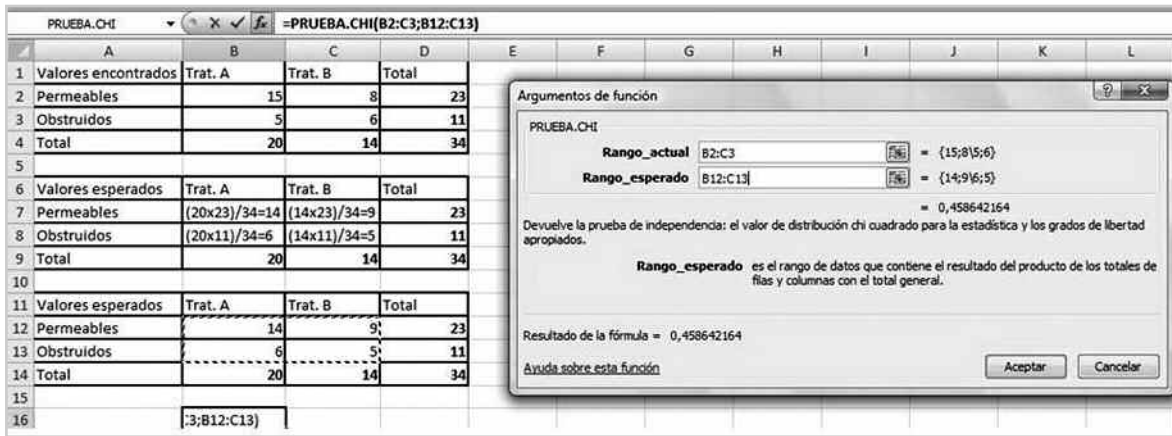 PRUEBA.CHI =PRUEBA.CHI(B2:C3;B12:C13)
A B C D E F G H I J K L
1 Valores encontrados Trat. A Trat. B Total
2 Permeables 15 8 23
3 Obstruidos 5 6 11
4 Total 20 14 34
5
6 Valores esperados Trat. A Trat. B Total
7 Permeables (20x23)/34=14 (14x23)/34=9 23
8 Obstruidos (20x11)/34=6 (14x11)/34=5 11
9 Total 20 14 34
10
11 Valores esperados Trat. A Trat. B Total
12 Permeables 14 9 23
13 Obstruidos 6 5 11
14 Total 20 14 34
15
16 :3;B12:C13)
Argumentos de función
PRUEBA.CHI
Rango_actual B2:C3 = {15;8\5;6}
Rango_esperado B12:C13 = {14;9\6;5}
= 0,458642164
Devuelve la prueba de independencia: el valor de distribución chi cuadrado para la estadística y los grados de libertad
apropiados.
Rango_esperado es el rango de datos que contiene el resultado del producto de los totales de
filas y columnas con el total general.
Resultado de la fórmula = 0,458642164
Ayuda sobre esta función
Aceptar Cancelar